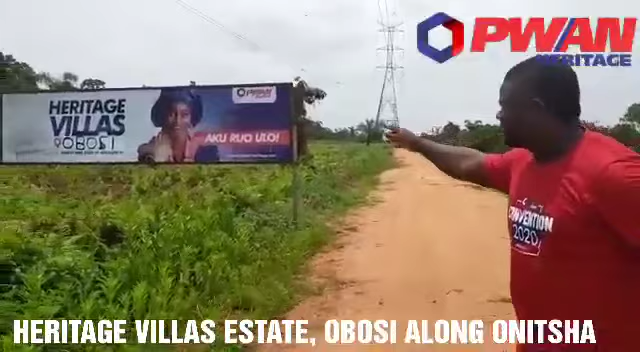 PWAN
HERITAGE
HERITAGE
VILLAS
OBOSI
PWAN
AKU RUO ULO!
CONVENTION
2020
HERITAGE VILLAS ESTATE, OBOSI ALONG ONITSHA